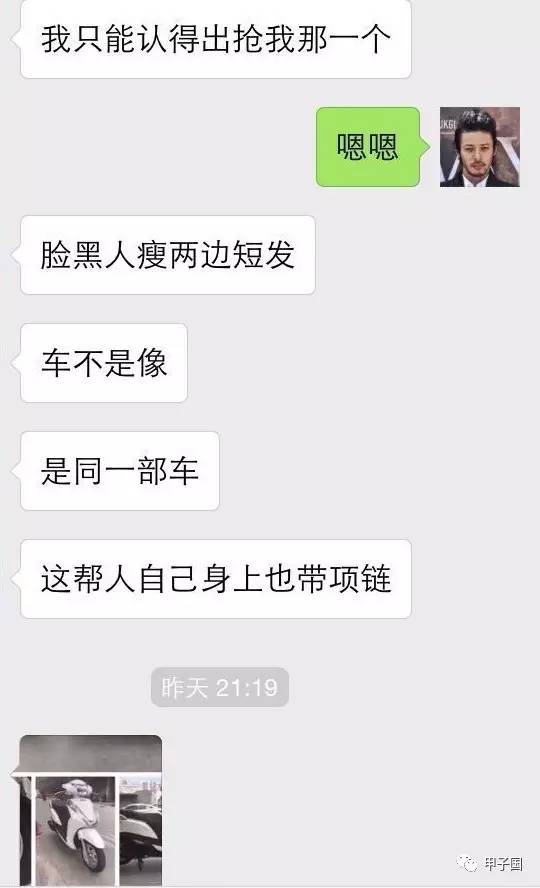 我只能认得出抢我那一个
嗯嗯
脸黑人瘦两边短发
车不是像
是同一部车
这帮人自己身上也带项链
昨天 21:19
甲子国